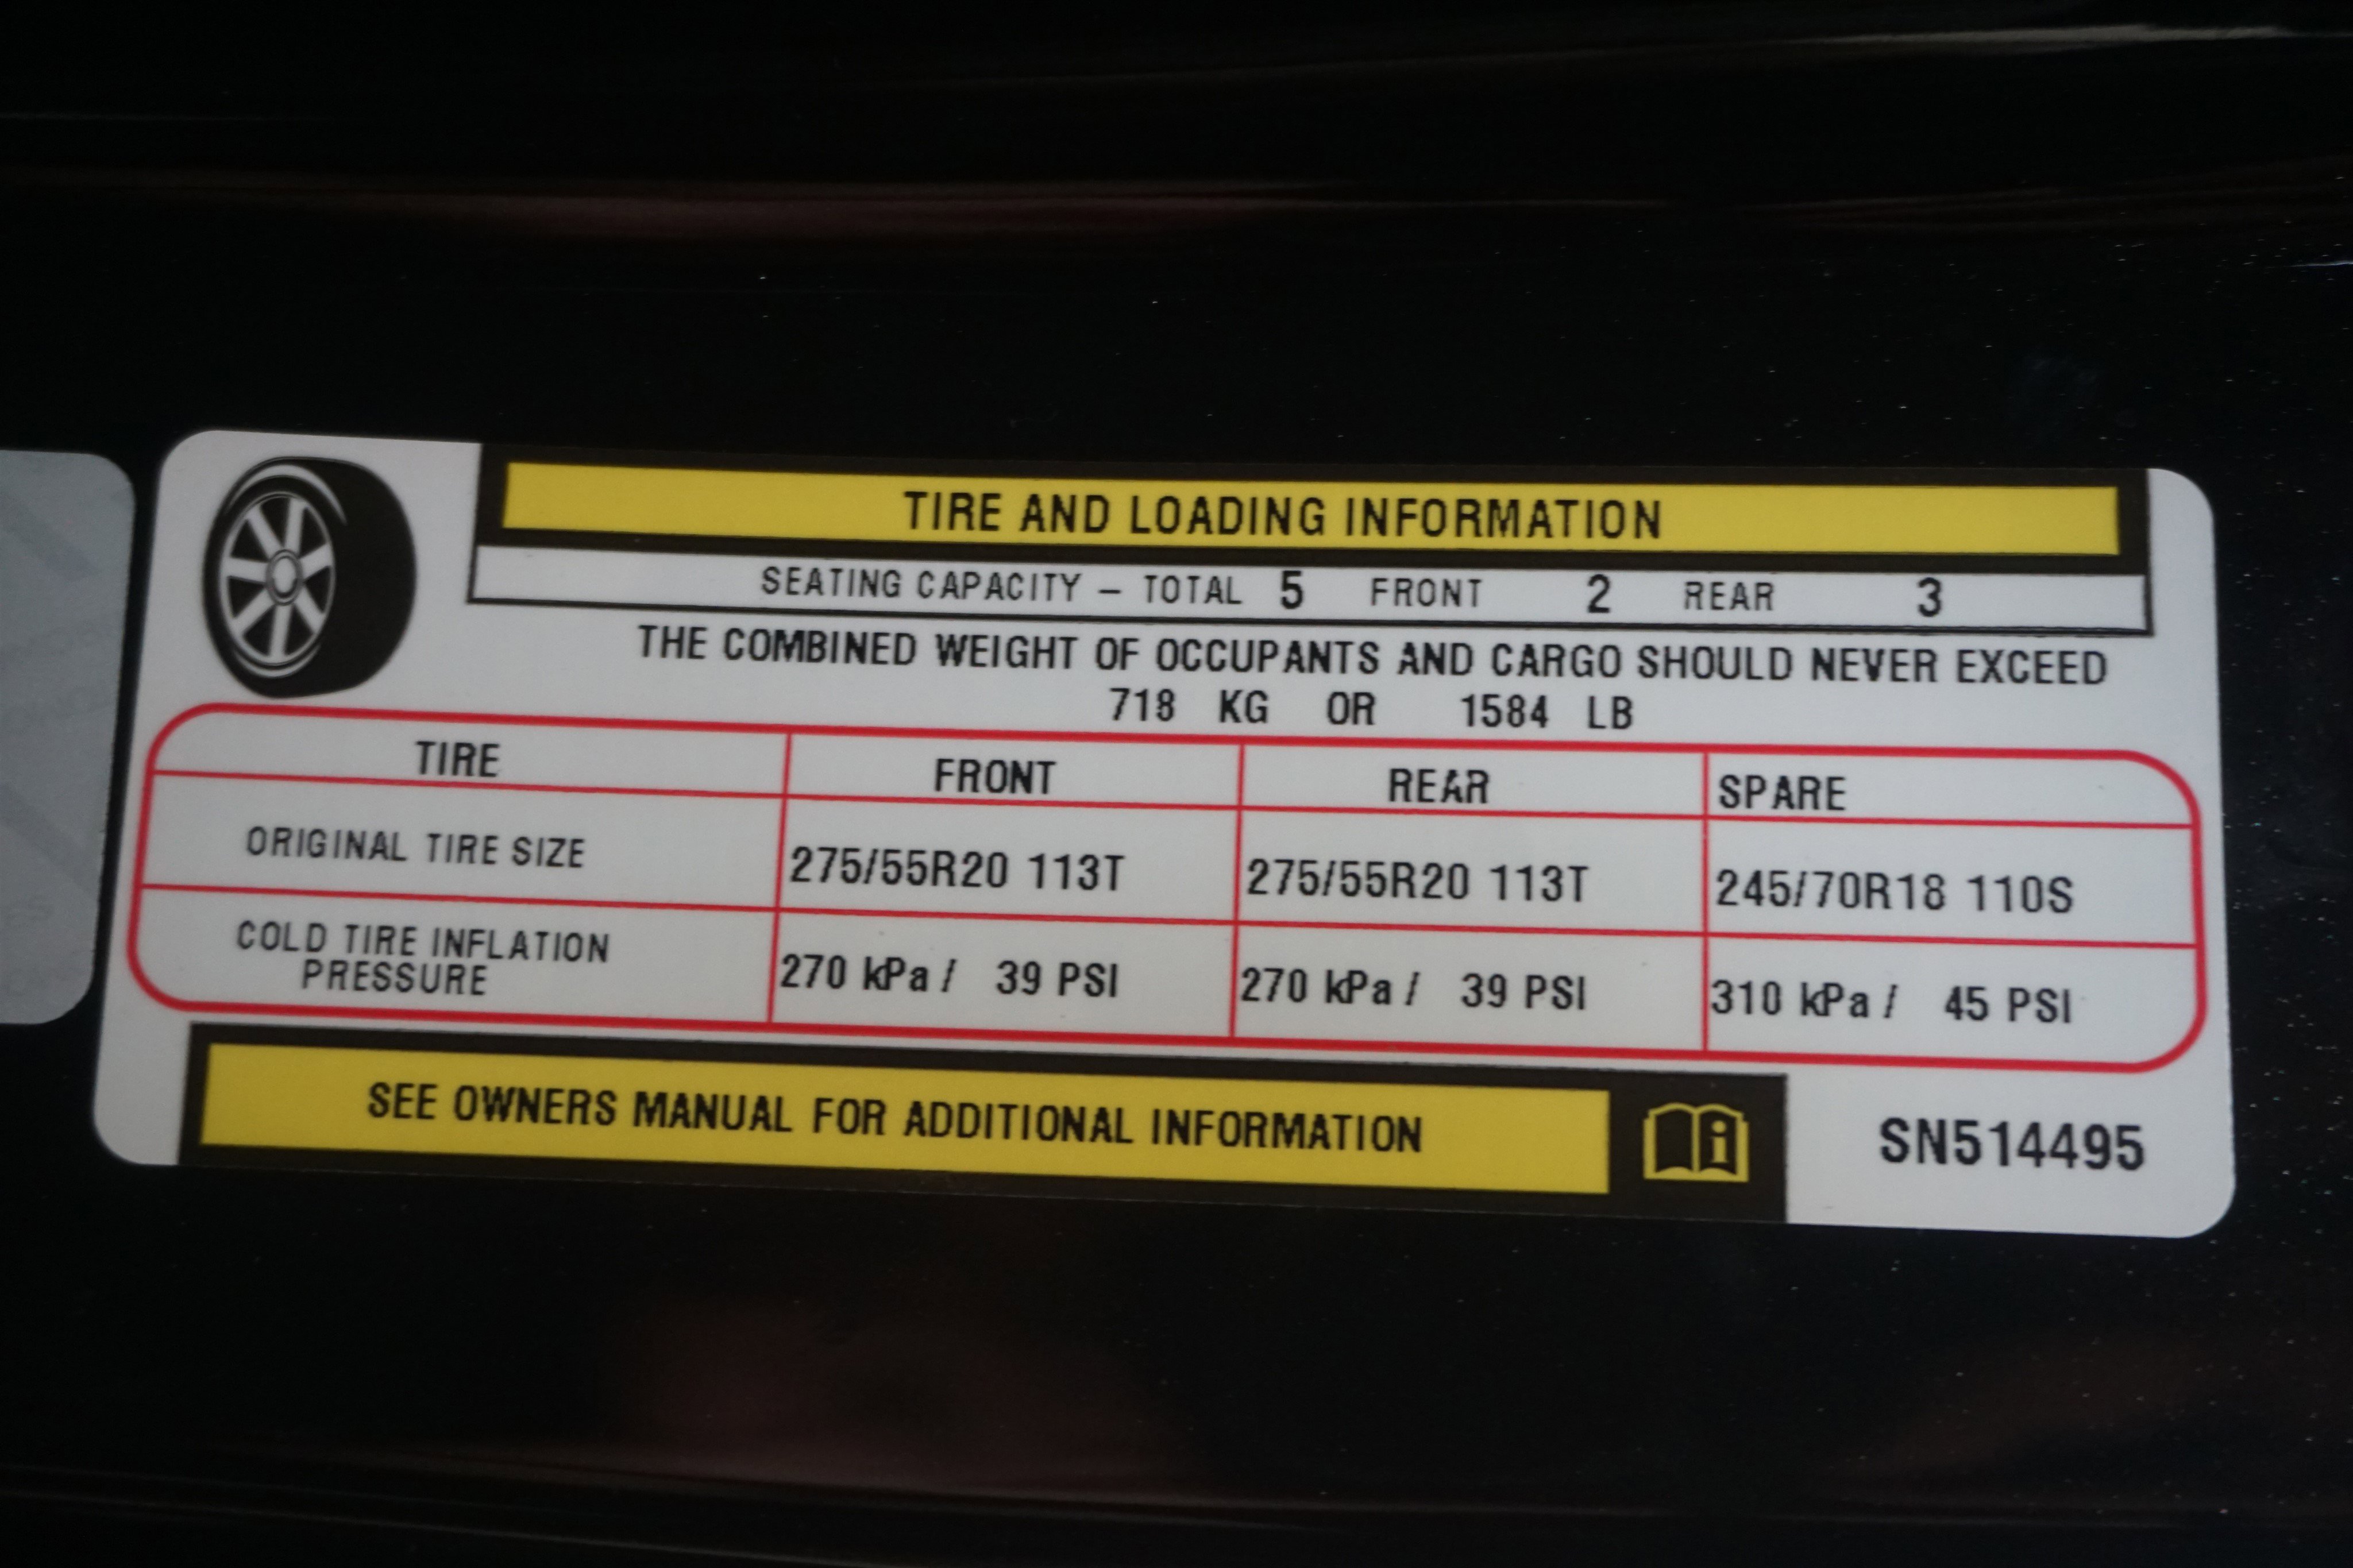 TIRE AND LOADING INFORMATION
SEATING CAPACITY – TOTAL 5 FRONT 2 REAR 3
THE COMBINED WEIGHT OF OCCUPANTS AND CARGO SHOULD NEVER EXCEED
718 KG OR 1584 LB
TIRE FRONT REAR SPARE
ORIGINAL TIRE SIZE 275/55R20 113T 275/55R20 113T 245/70R18 110S
COLD TIRE INFLATION
PRESSURE 270 kPa / 39 PSI 270 kPa / 39 PSI 310 kPa / 45 PSI
SEE OWNERS MANUAL FOR ADDITIONAL INFORMATION
SN514495